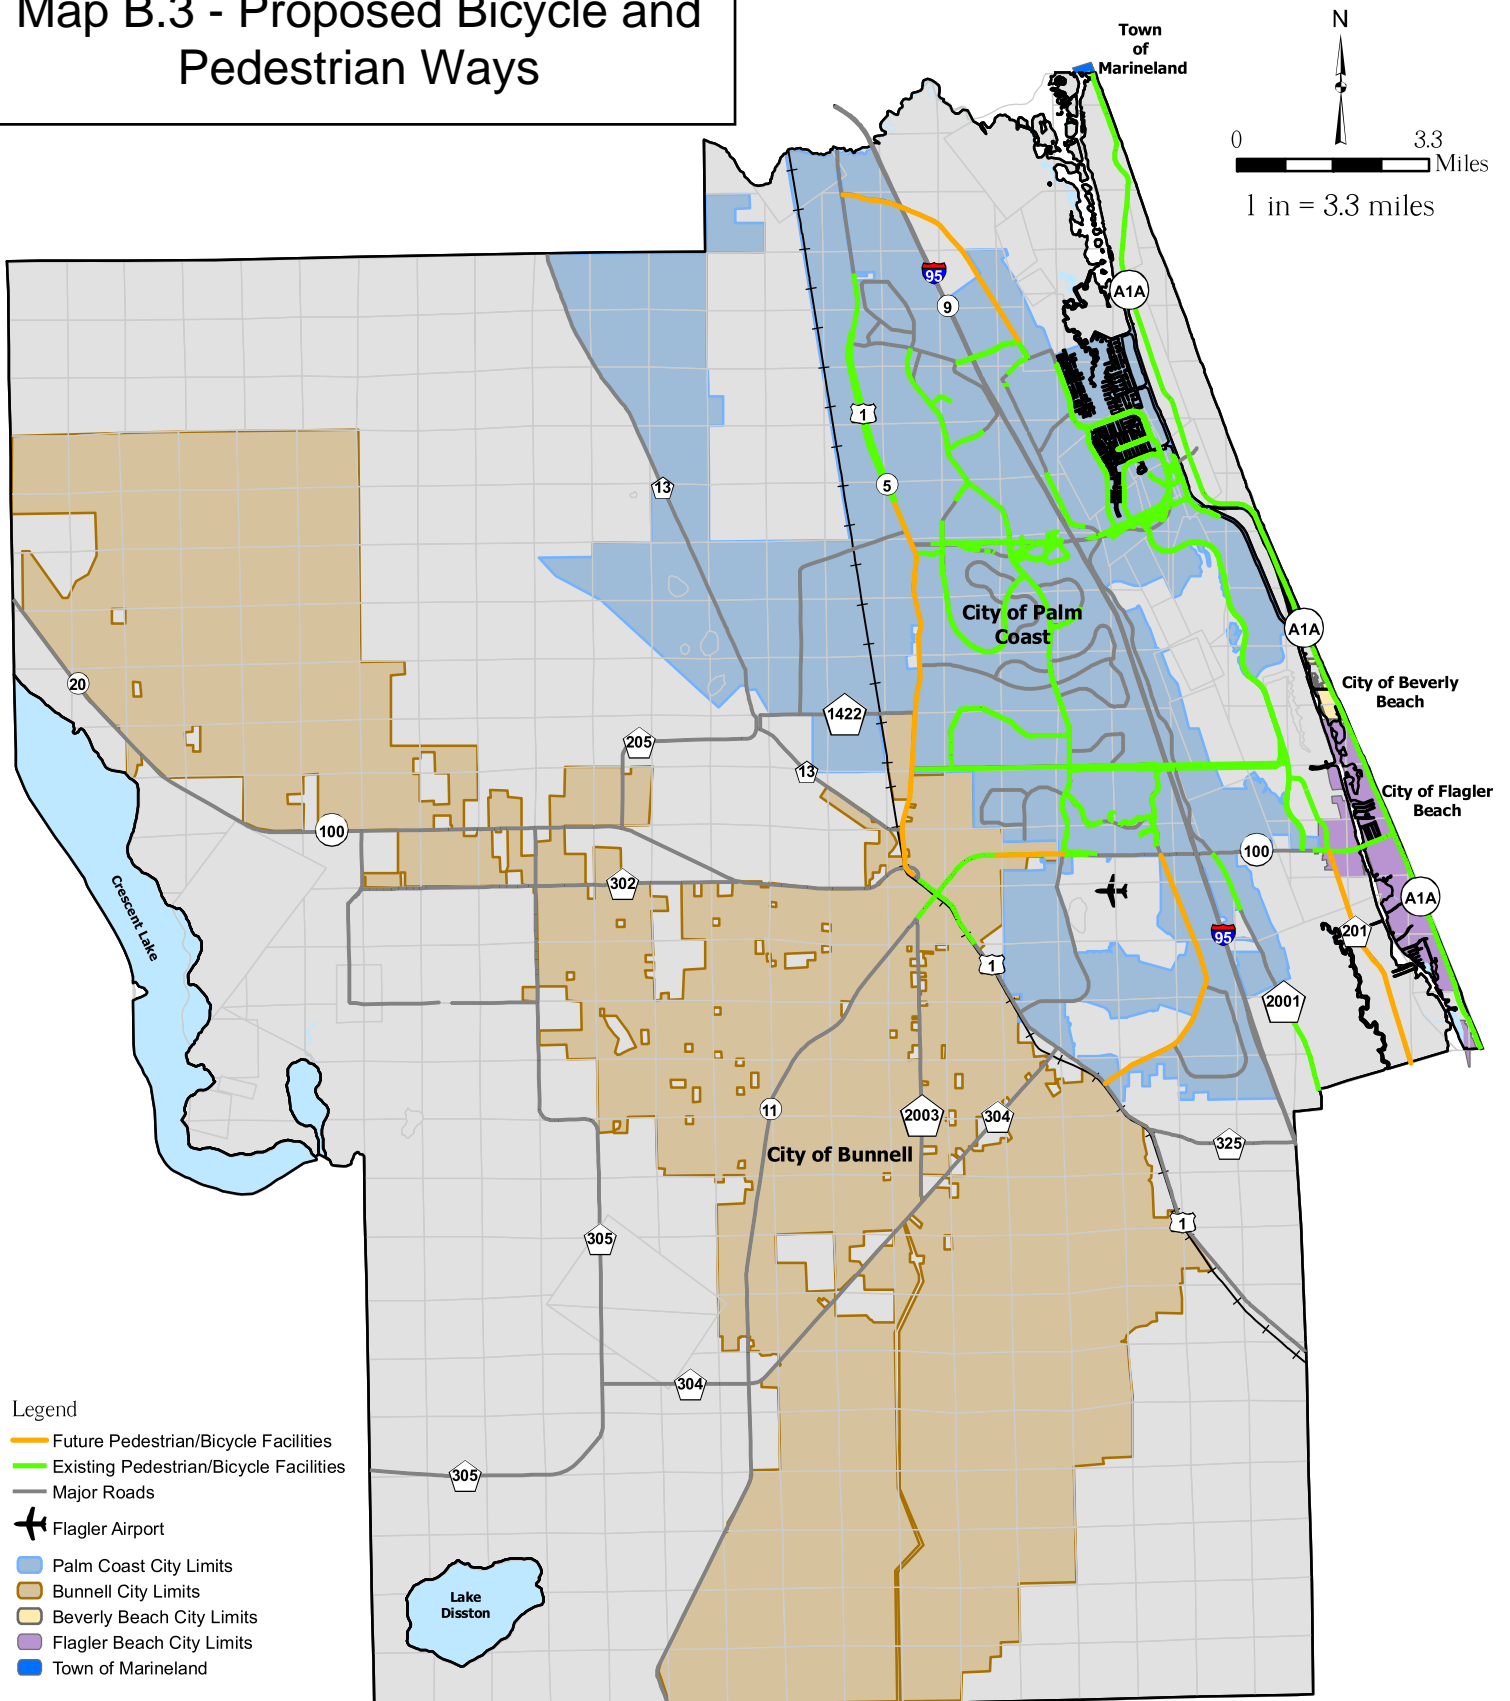 Map B.3 - Proposed Bicycle and
Pedestrian Ways
Town
of
Marineland
N
0 3.3
Miles
1 in = 3.3 miles
95
9
A1A
1
5
13
City of Palm
Coast
A1A
City of Beverly
Beach
20
1422
205
13
City of Flagler
Beach
100
100
302
A1A
Crescent Lake
201
95
1
2001
11
2003
304
325
City of Bunnell
1
305
304
305
Lake
Disston
Legend
Future Pedestrian/Bicycle Facilities
Existing Pedestrian/Bicycle Facilities
Major Roads
Flagler Airport
Palm Coast City Limits
Bunnell City Limits
Beverly Beach City Limits
Flagler Beach City Limits
Town of Marineland